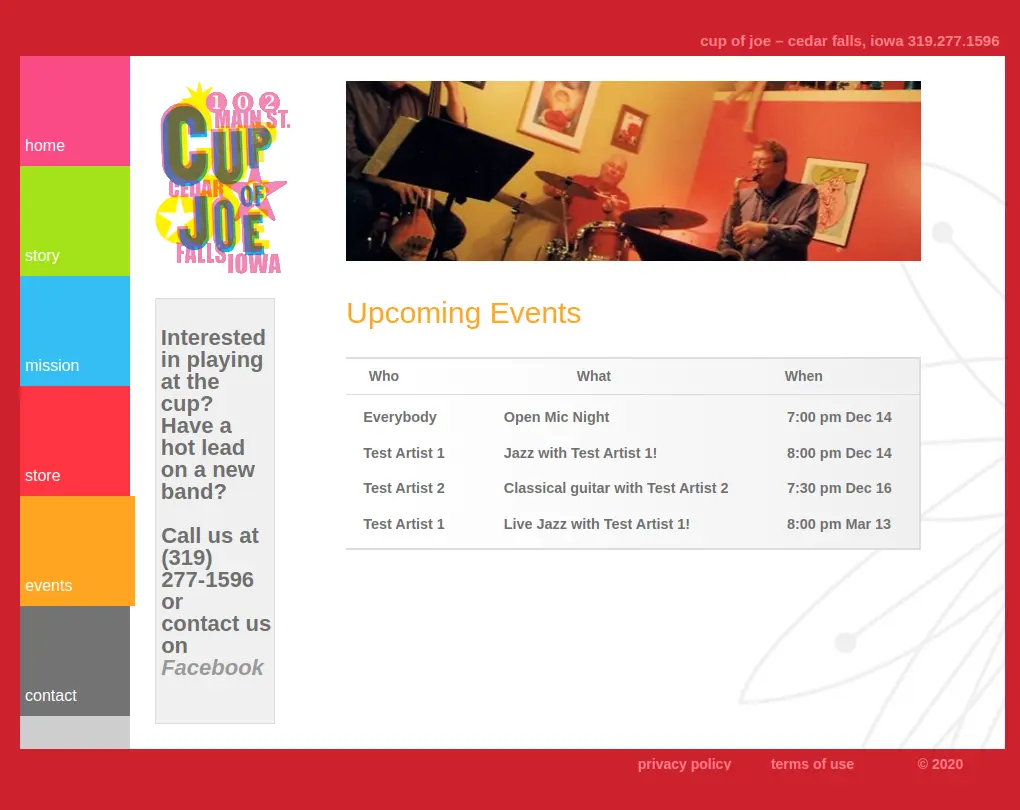 cup of joe – cedar falls, iowa 319.277.1596
home
story
mission
store
events
contact
102
MAIN ST.
CUP
CEDAR
OF
JOE
FALLS
IOWA
Interested
in playing
at the
cup?
Have a
hot lead
on a new
band?
Call us at
(319)
277-1596
or
contact us
on
Facebook
Upcoming Events
Who What When
Everybody Open Mic Night 7:00 pm Dec 14
Test Artist 1 Jazz with Test Artist 1! 8:00 pm Dec 14
Test Artist 2 Classical guitar with Test Artist 2 7:30 pm Dec 16
Test Artist 1 Live Jazz with Test Artist 1! 8:00 pm Mar 13
privacy policy terms of use © 2020